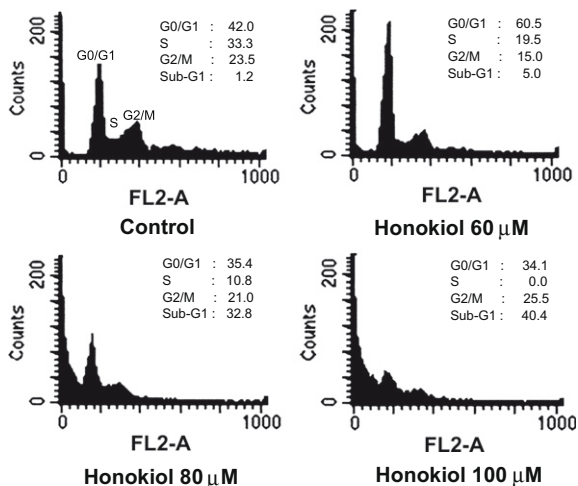 200
0
Counts
G0/G1
S
G2/M
G0/G1 : 42.0
S : 33.3
G2/M : 23.5
Sub-G1 : 1.2
0 1000
FL2-A
Control
200
0
Counts
G0/G1 : 60.5
S : 19.5
G2/M : 15.0
Sub-G1 : 5.0
0 1000
FL2-A
Honokiol 60 μM
200
0
Counts
G0/G1 : 35.4
S : 10.8
G2/M : 21.0
Sub-G1 : 32.8
0 1000
FL2-A
Honokiol 80 μM
200
0
Counts
G0/G1 : 34.1
S : 0.0
G2/M : 25.5
Sub-G1 : 40.4
0 1000
FL2-A
Honokiol 100 μM